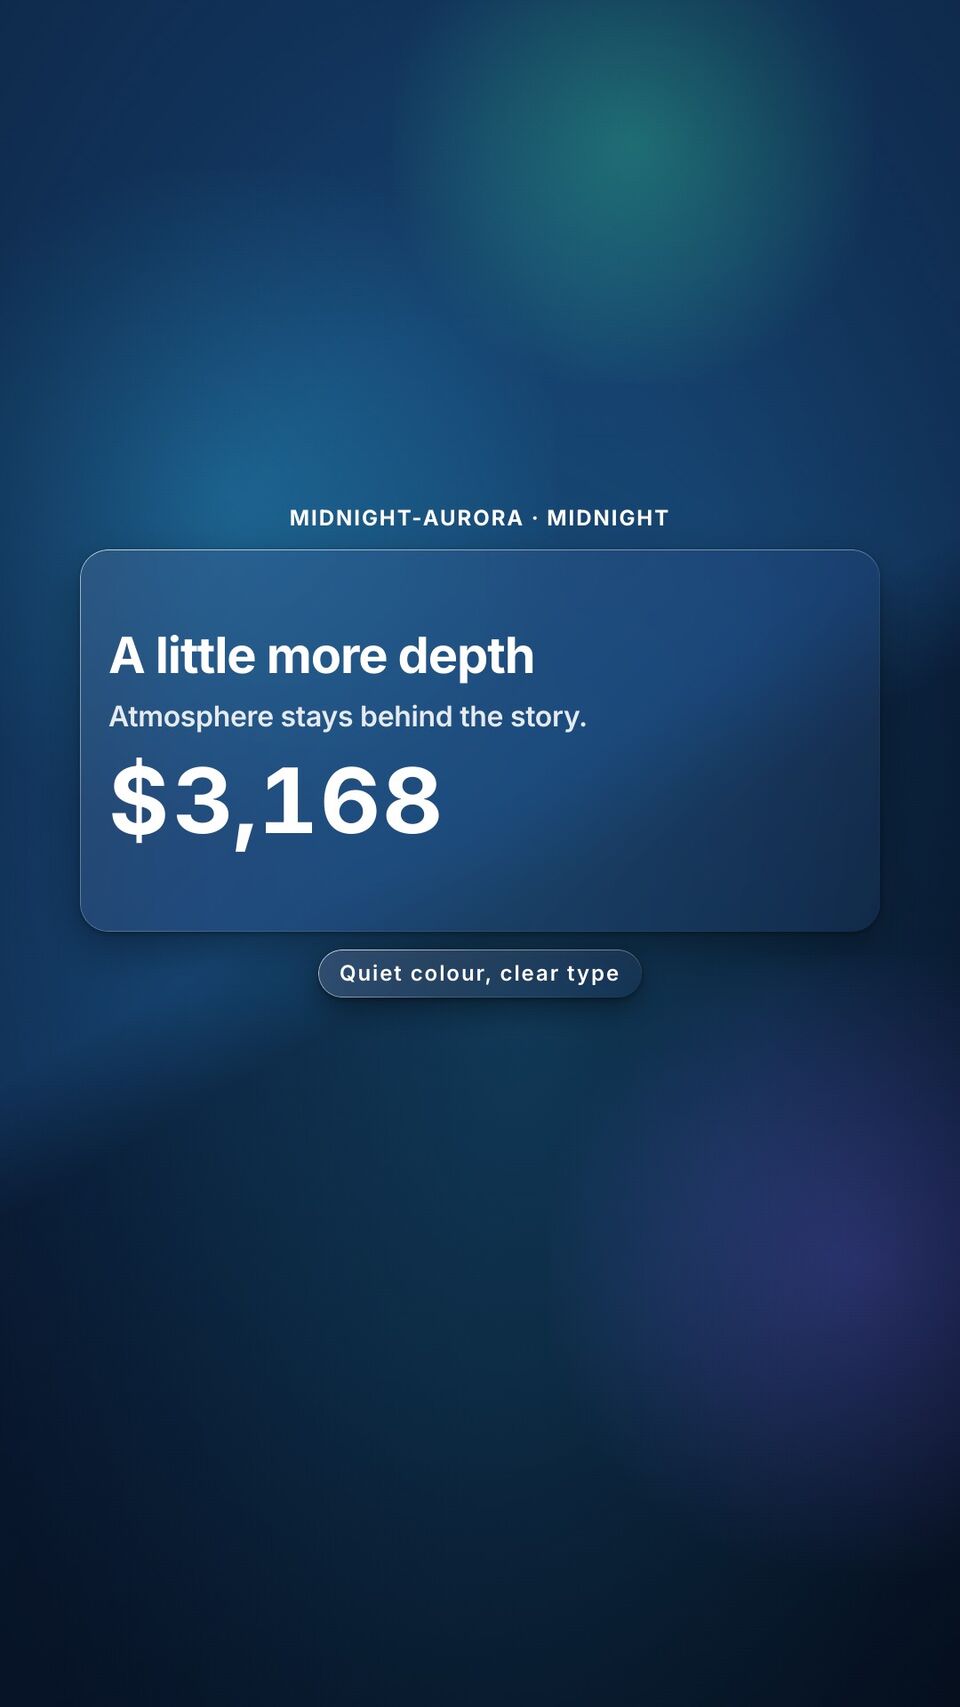 MIDNIGHT-AURORA · MIDNIGHT
A little more depth
Atmosphere stays behind the story.
$3,168
Quiet colour, clear type